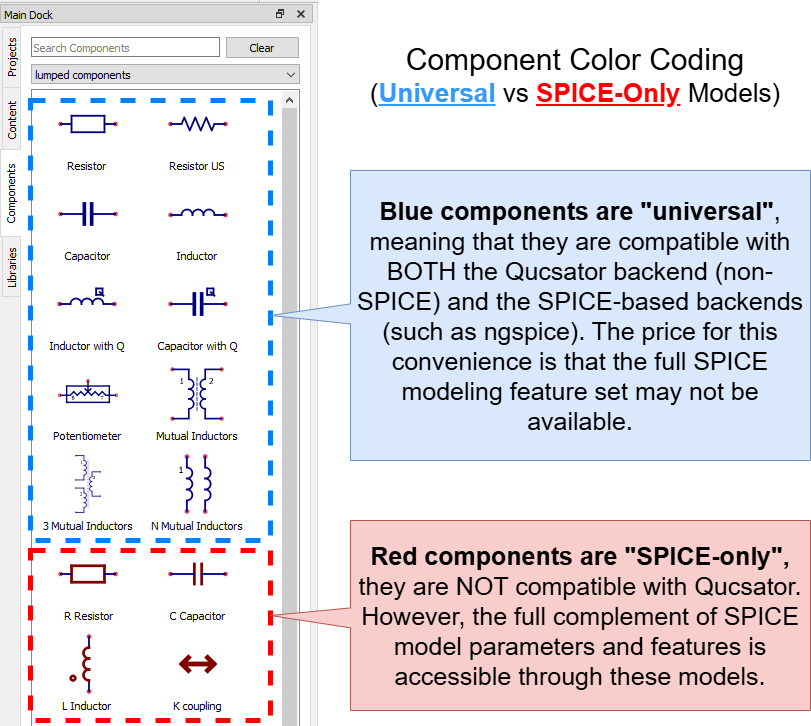 Main Dock
Projects
Content
Components
Libraries
Search Components
Clear
lumped components
Resistor
Resistor US
Capacitor
Inductor
Inductor with Q
Capacitor with Q
Potentiometer
1 2
Mutual Inductors
3 Mutual Inductors
1
N Mutual Inductors
R Resistor
C Capacitor
L Inductor
K coupling
Component Color Coding
(Universal vs SPICE-Only Models)
Blue components are "universal",
meaning that they are compatible with
BOTH the Qucsator backend (non-
SPICE) and the SPICE-based backends
(such as ngspice). The price for this
convenience is that the full SPICE
modeling feature set may not be
available.
Red components are "SPICE-only",
they are NOT compatible with Qucsator.
However, the full complement of SPICE
model parameters and features is
accessible through these models.